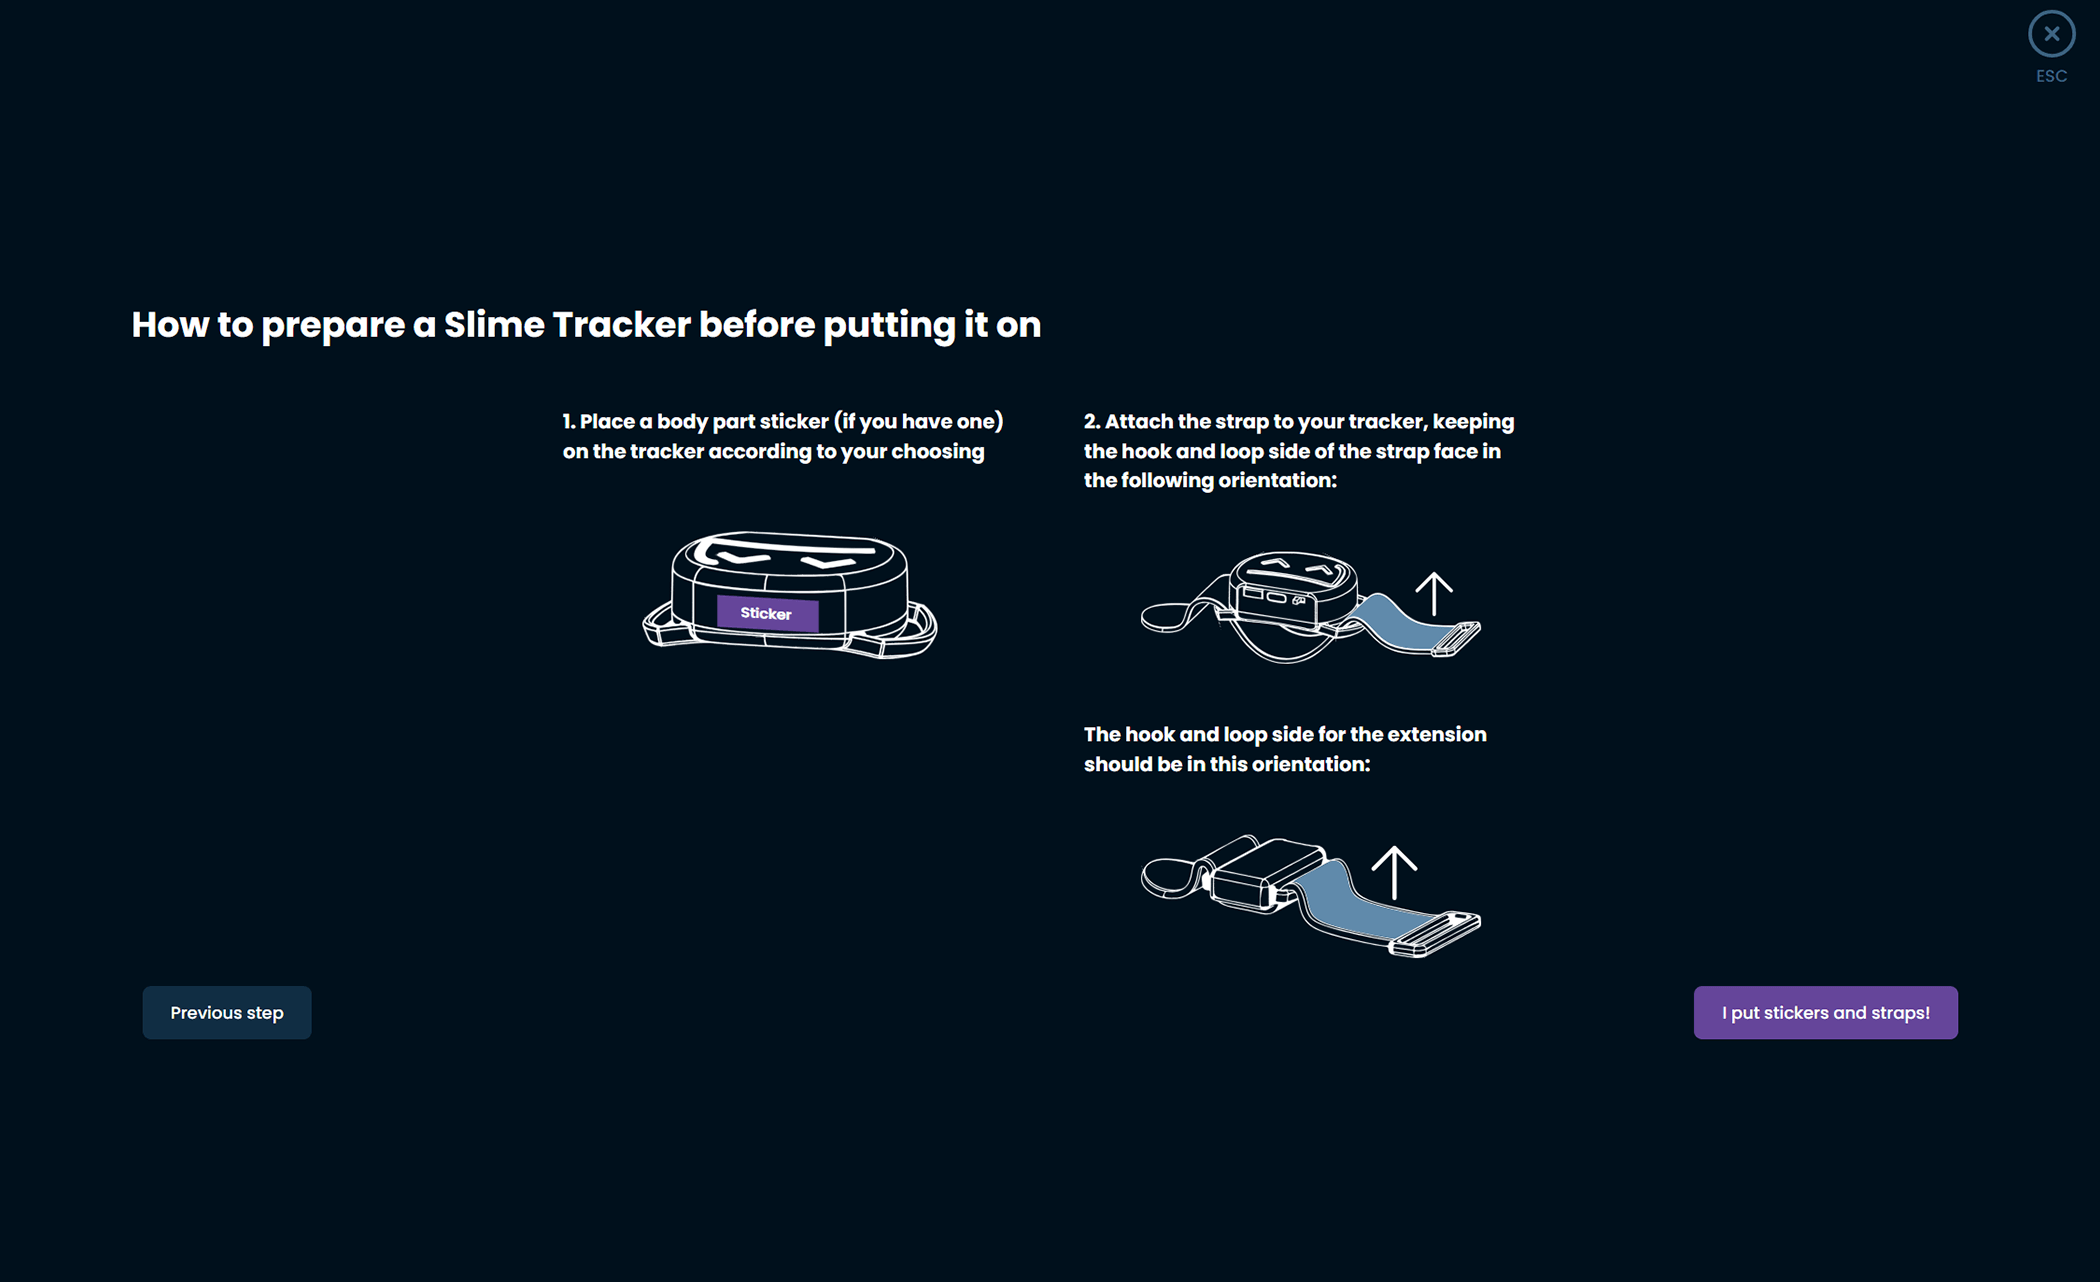 ESC
How to prepare a Slime Tracker before putting it on
1. Place a body part sticker (if you have one)
on the tracker according to your choosing
Sticker
2. Attach the strap to your tracker, keeping
the hook and loop side of the strap face in
the following orientation:
The hook and loop side for the extension
should be in this orientation:
Previous step
I put stickers and straps!